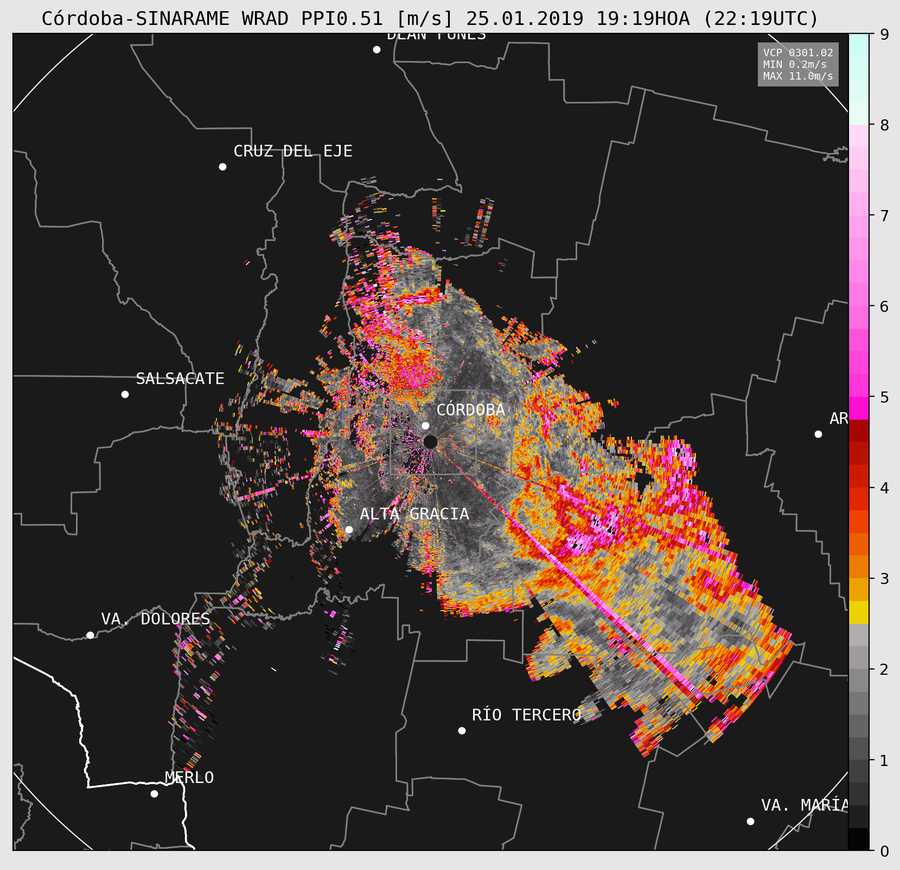 Córdoba-SINARAME WRAD PPI0.51 [m/s] 25.01.2019 19:19HOA (22:19UTC)
DEAN FUNES
VCP 0301.02
MIN 0.2m/s
MAX 11.0m/s
CRUZ DEL EJE
SALSACATE
CÓRDOBA
AR
ALTA GRACIA
VA. DOLORES
RÍO TERCERO
MERLO
VA. MARÍA
9
8
7
6
5
4
3
2
1
0